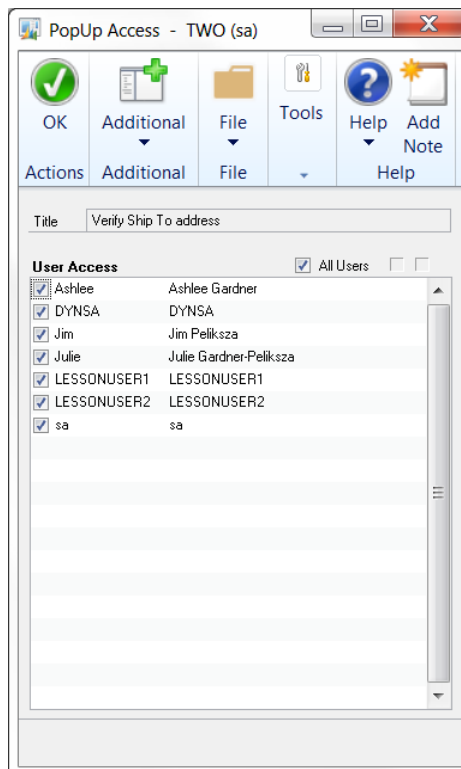 PopUp Access - TWO (sa)
OK Additional File Tools Help Add Note
Actions Additional File Help
Title Verify Ship To address
User Access All Users
Ashlee Ashlee Gardner
DYNSA DYNSA
Jim Jim Peliksza
Julie Julie Gardner-Peliksza
LESSONUSER1 LESSONUSER1
LESSONUSER2 LESSONUSER2
sa sa